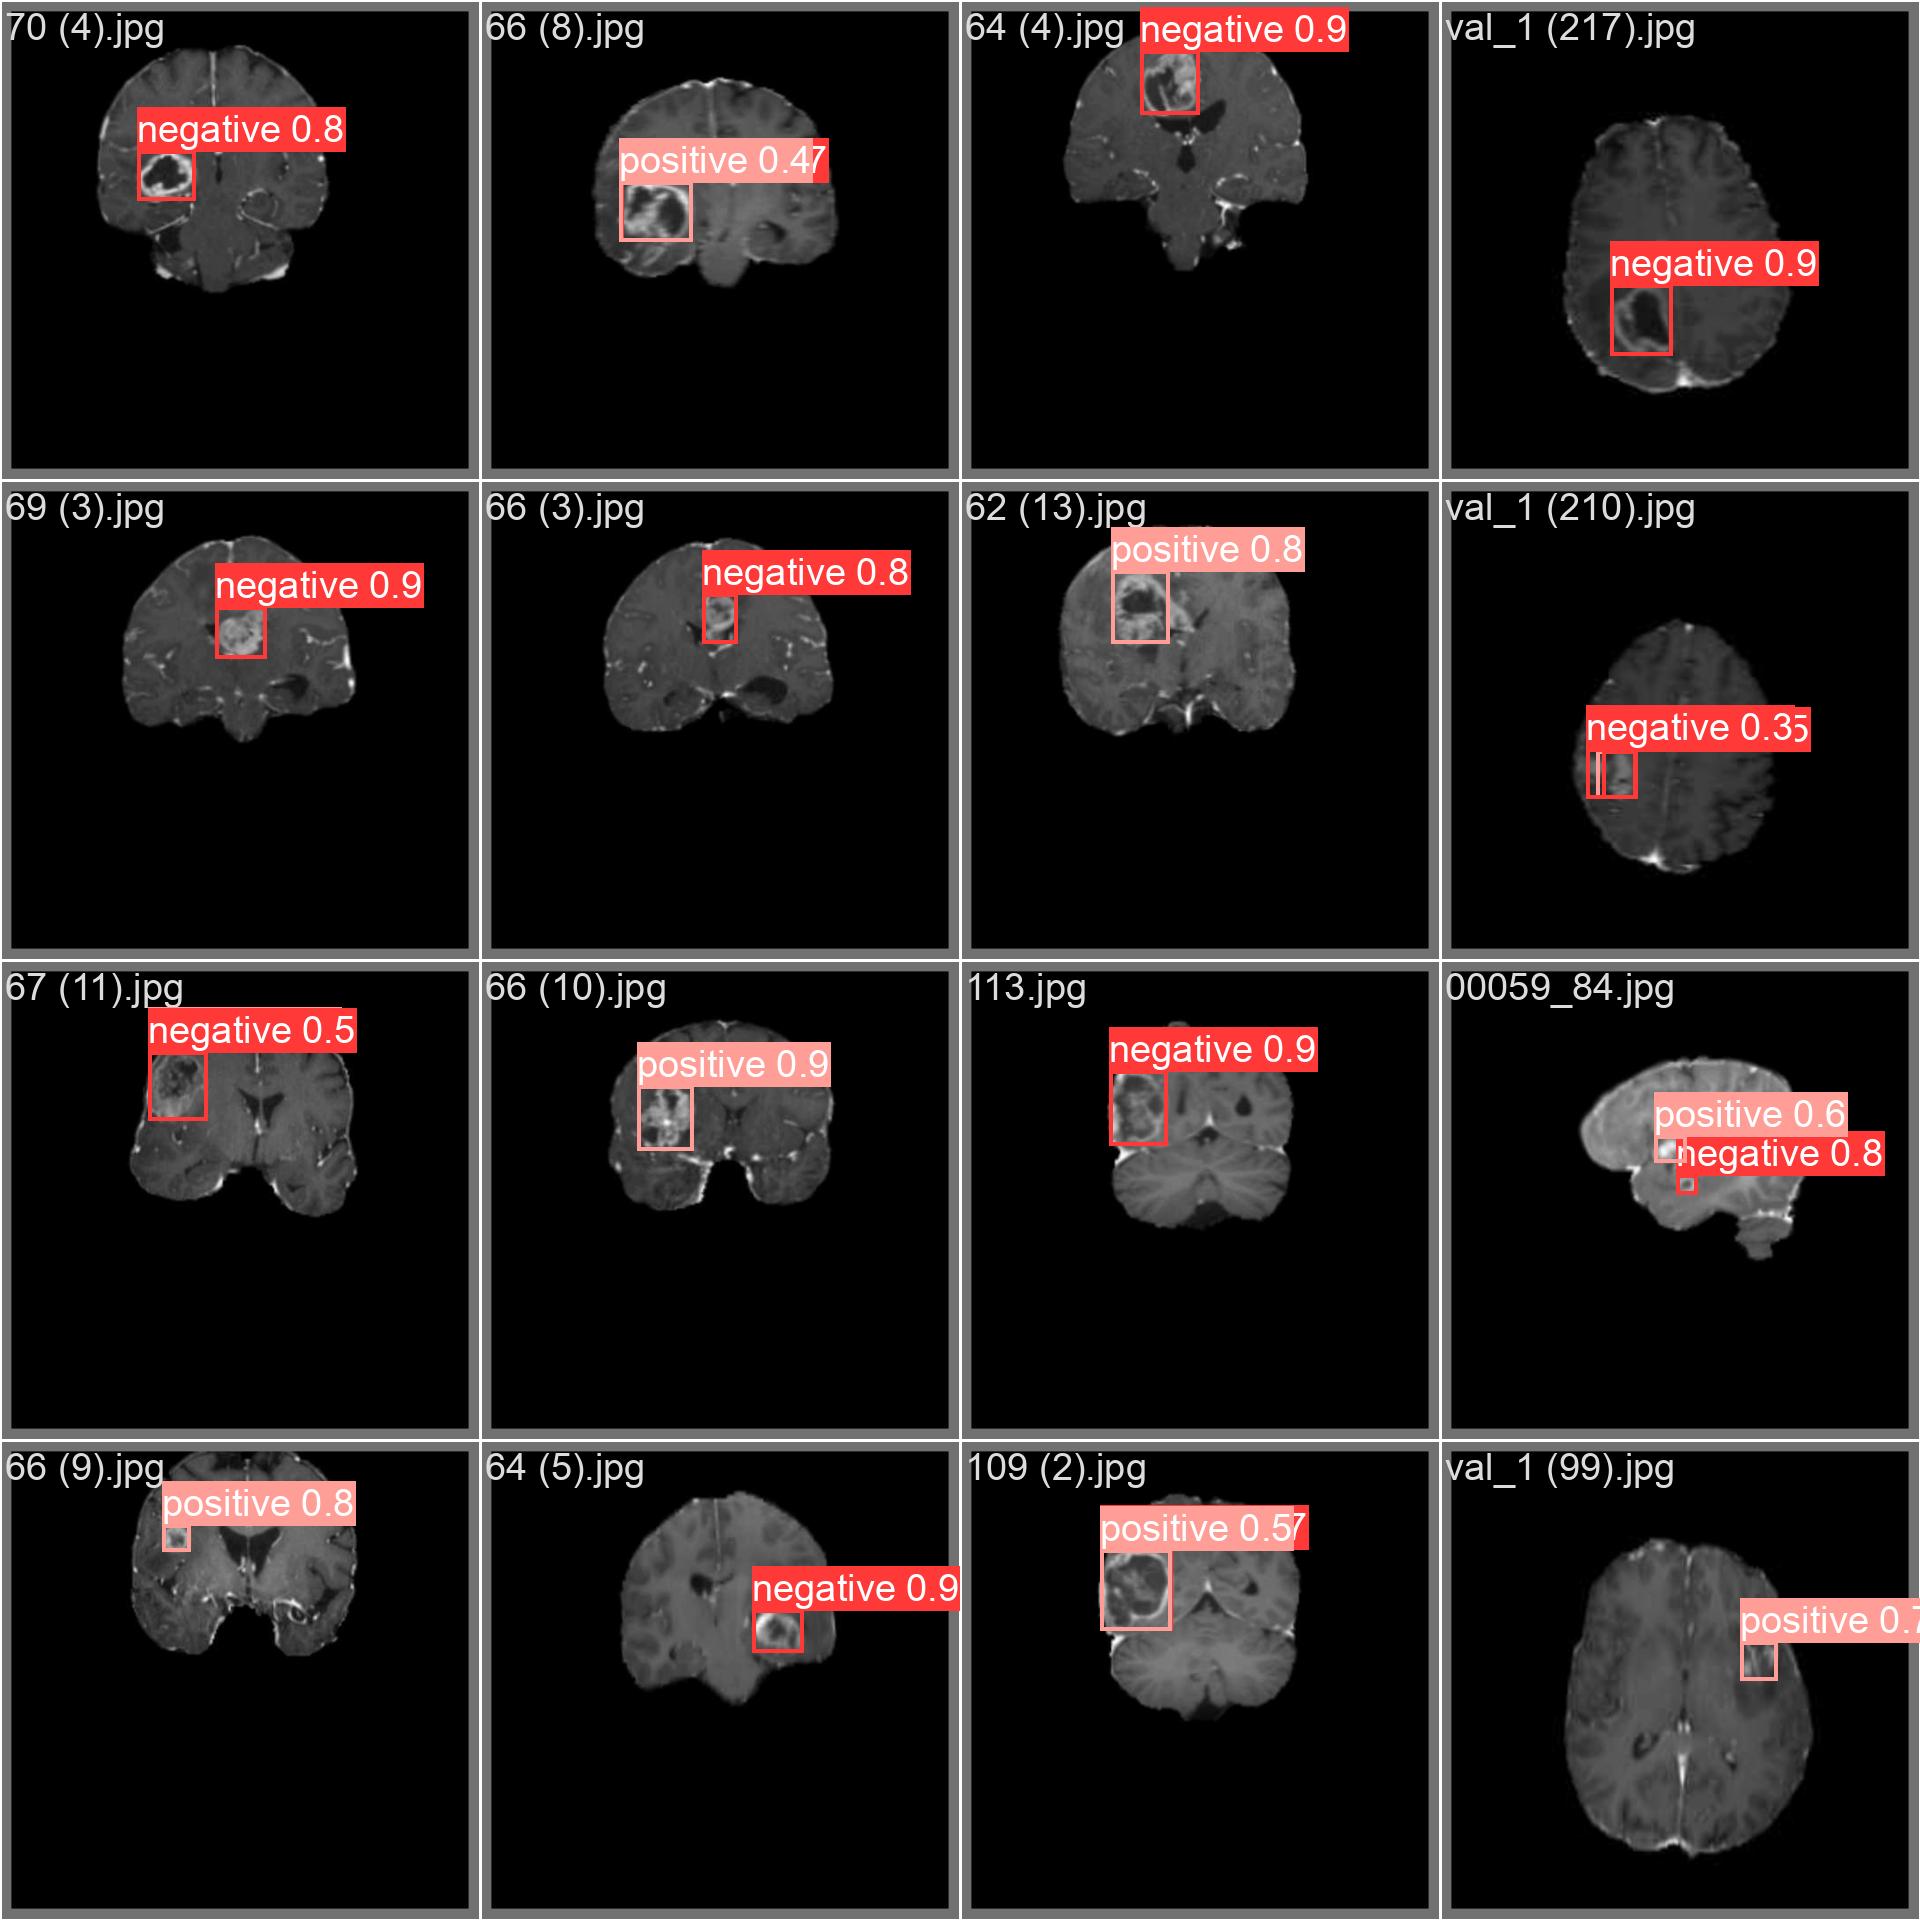 70 (4).jpg
negative 0.8
66 (8).jpg
positive 0.47
64 (4).jpg
negative 0.9
val_1 (217).jpg
negative 0.9
69 (3).jpg
negative 0.9
66 (3).jpg
negative 0.8
62 (13).jpg
positive 0.8
val_1 (210).jpg
negative 0.35
67 (11).jpg
negative 0.5
66 (10).jpg
positive 0.9
113.jpg
negative 0.9
00059_84.jpg
positive 0.6
negative 0.8
66 (9).jpg
positive 0.8
64 (5).jpg
negative 0.9
109 (2).jpg
positive 0.57
val_1 (99).jpg
positive 0.7